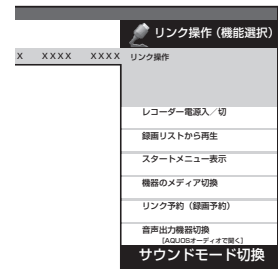 リンク操作（機能選択）
X XXXX XXXX リンク操作
レコーダー電源入／切
録画リストから再生
スタートメニュー表示
機器のメディア切換
リンク予約（録画予約）
音声出力機器切換
［AQUOSオーディオで聞く］
サウンドモード切換